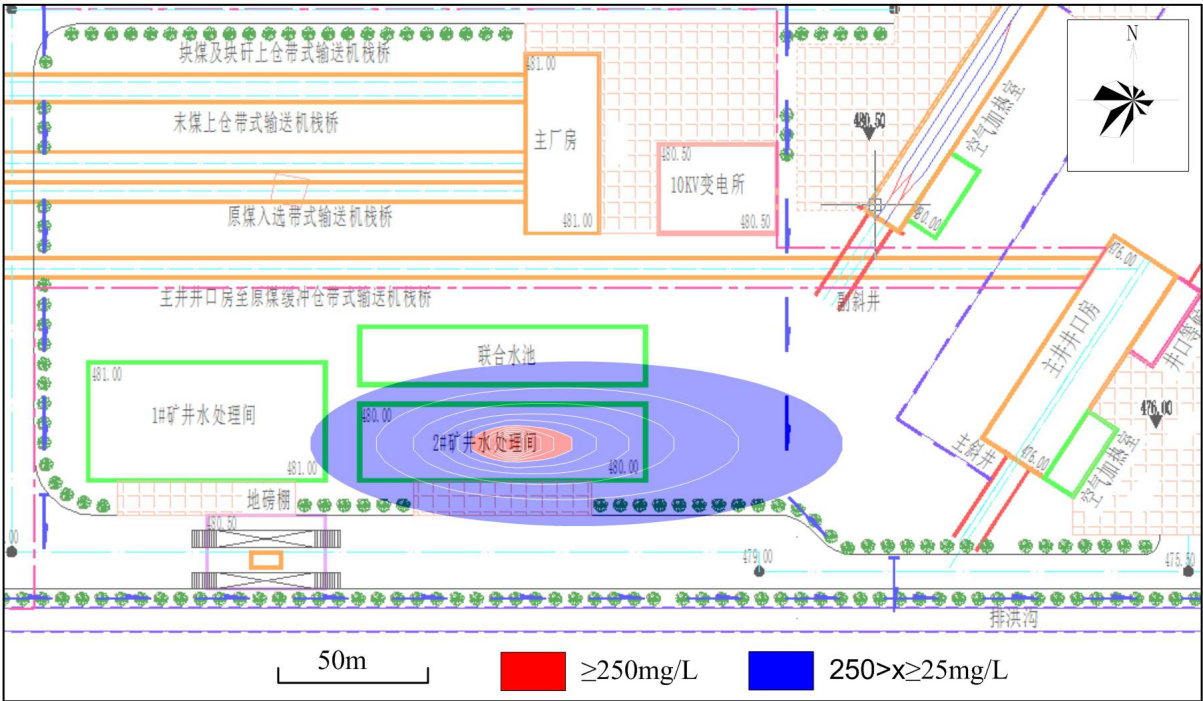 块煤及块矸上仓带式输送机栈桥
481.00
N
末煤上仓带式输送机栈桥
主厂房
480.50
空气加热室
480.50
10KV变电所
原煤入选带式输送机栈桥
481.00
480.50
480.00
476.00
主井井口房至原煤缓冲仓带式输送机栈桥
副斜井
主井井口房
联合水池
481.00
480.00
1#矿井水处理间
2#矿井水处理间
476.00
481.00
480.00
主斜井
476.00
空气加热室
地磅棚
480.50
479.00
475.50
排洪沟
50m
≥250mg/L
250>x≥25mg/L